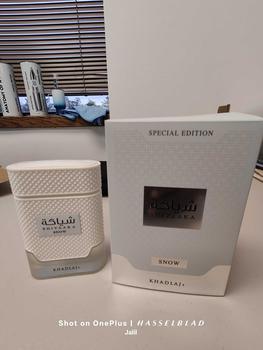 SPECIAL EDITION
شياكة
SHIYAAKA
SNOW
KHADLAJ
شياكة
SHIYAAKA
SNOW
KHADLAJ
Shot on OnePlus | HASSELBLAD
Jalil